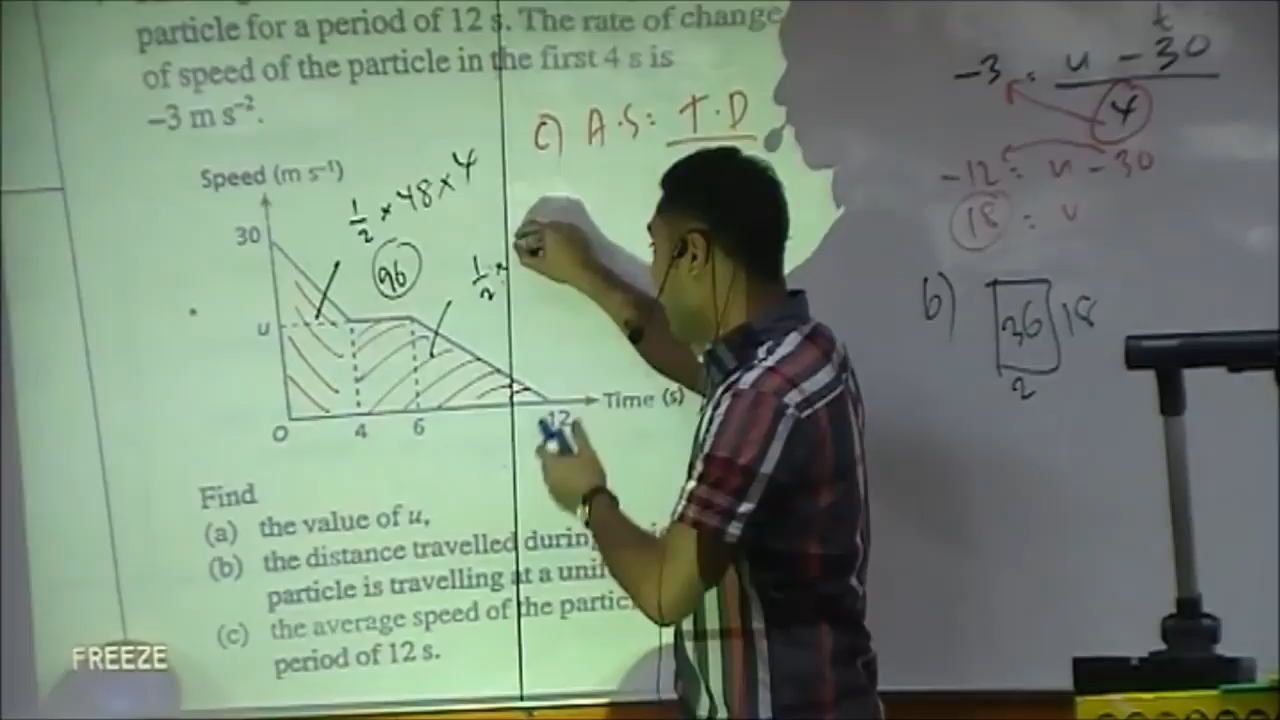 particle for a period of 12 s. The rate of change
of speed of the particle in the first 4 s is
−3 m s⁻².
Speed (m s⁻¹)
30
u
O
4
6
12
Time (s)
1/2 × 48 × 4
96
1/2 ×
c) A.S = T.D
Find
(a) the value of u,
(b) the distance travelled
particle is travelling at a
(c) the average speed of the
period of 12 s.
t
-3 = u - 30
4
-12 = u - 30
18 = u
b) 36 18
2
FREEZE